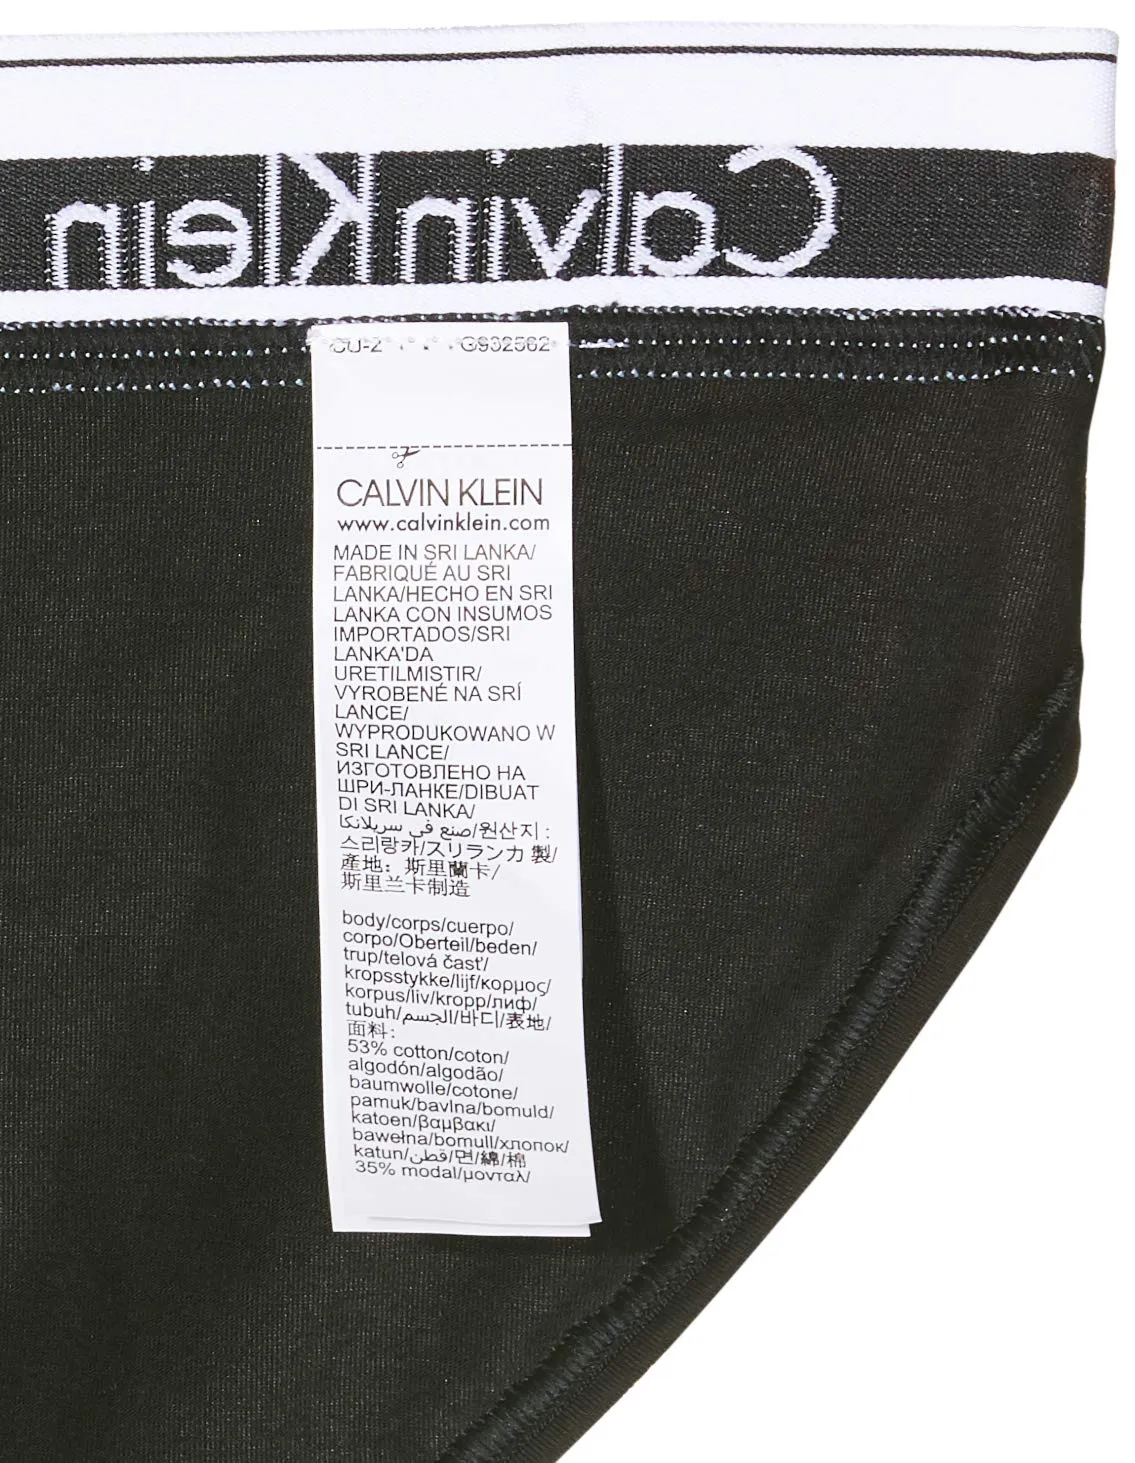 Calvin Klein
G932562
CALVIN KLEIN
www.calvinklein.com
MADE IN SRI LANKA/
FABRIQUÉ AU SRI
LANKA/HECHO EN SRI
LANKA CON INSUMOS
IMPORTADOS/SRI
LANKA'DA
URETILMISTIR/
VYROBENÉ NA SRÍ
LANCE/
WYPRODUKOWANO W
SRI LANCE/
ИЗГОТОВЛЕНО НА
ШРИ-ЛАНКЕ/DIBUAT
DI SRI LANKA/
صنع في سريلانكا/원산지 :
스리랑카/スリランカ 製/
產地：斯里蘭卡/
斯里兰卡制造
body/corps/cuerpo/
corpo/Oberteil/beden/
trup/telová časť/
kropsstykke/lijf/κορμος/
korpus/liv/kropp/лиф/
tubuh/الجسم/바디/表地/
面料:
53% cotton/coton/
algodón/algodão/
baumwolle/cotone/
pamuk/bavlna/bomuld/
katoen/βαμβακι/
bawełna/bomull/хлопок/
katun/قطن/면/綿/棉
35% modal/μονταλ/